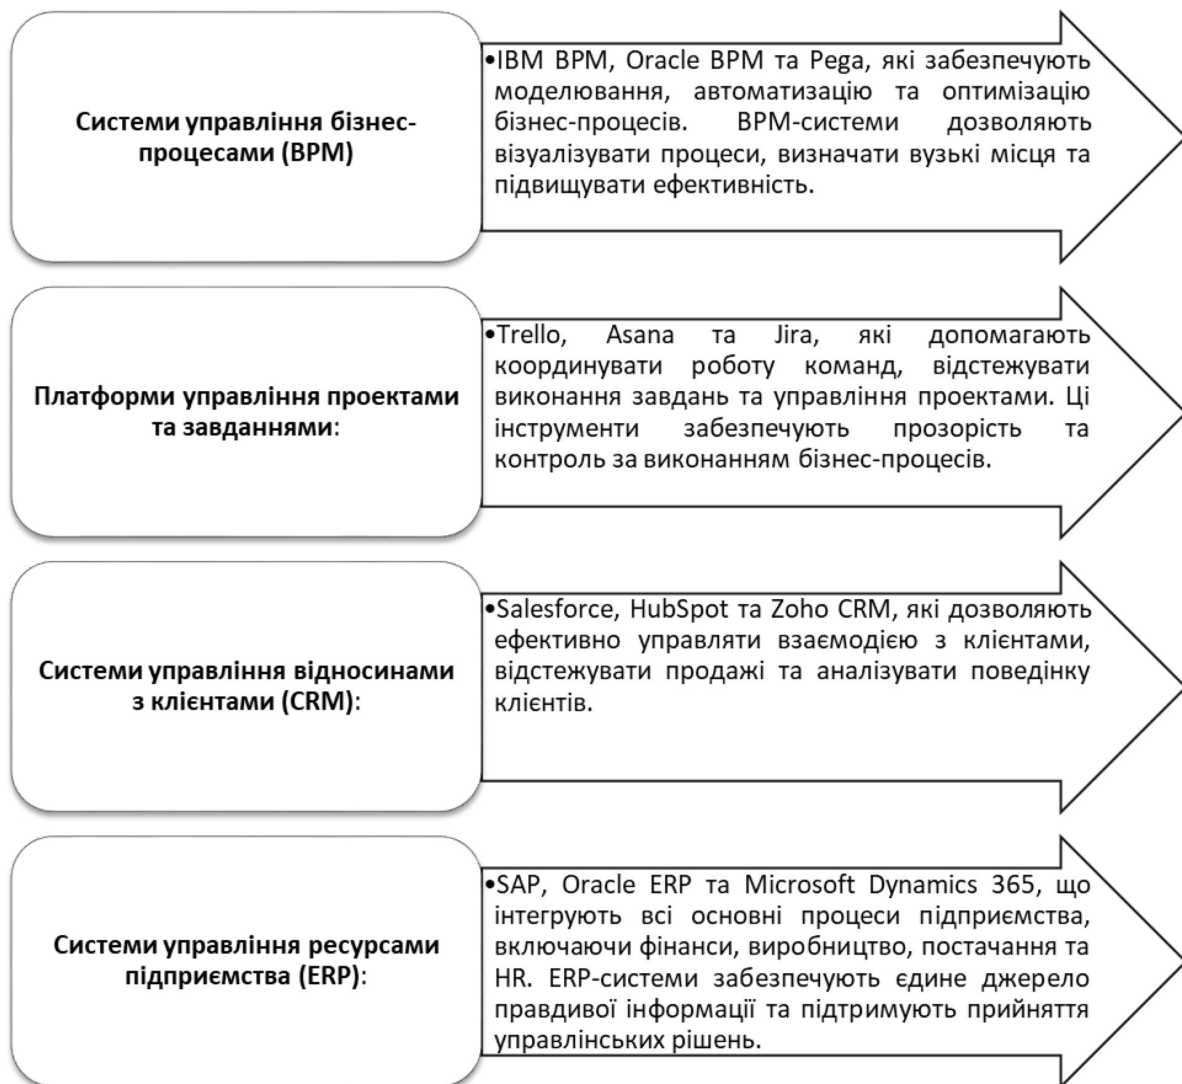 Системи управління бізнес-
процесами (BPM)
•IBM BPM, Oracle BPM та Pega, які забезпечують
моделювання, автоматизацію та оптимізацію
бізнес-процесів. BPM-системи дозволяють
візуалізувати процеси, визначати вузькі місця та
підвищувати ефективність.
Платформи управління проектами
та завданнями:
•Trello, Asana та Jira, які допомагають
координувати роботу команд, відстежувати
виконання завдань та управління проектами. Ці
інструменти забезпечують прозорість та
контроль за виконанням бізнес-процесів.
Системи управління відносинами
з клієнтами (CRM):
•Salesforce, HubSpot та Zoho CRM, які дозволяють
ефективно управляти взаємодією з клієнтами,
відстежувати продажі та аналізувати поведінку
клієнтів.
Системи управління ресурсами
підприємства (ERP):
•SAP, Oracle ERP та Microsoft Dynamics 365, що
інтегрують всі основні процеси підприємства,
включаючи фінанси, виробництво, постачання та
HR. ERP-системи забезпечують єдине джерело
правдивої інформації та підтримують прийняття
управлінських рішень.